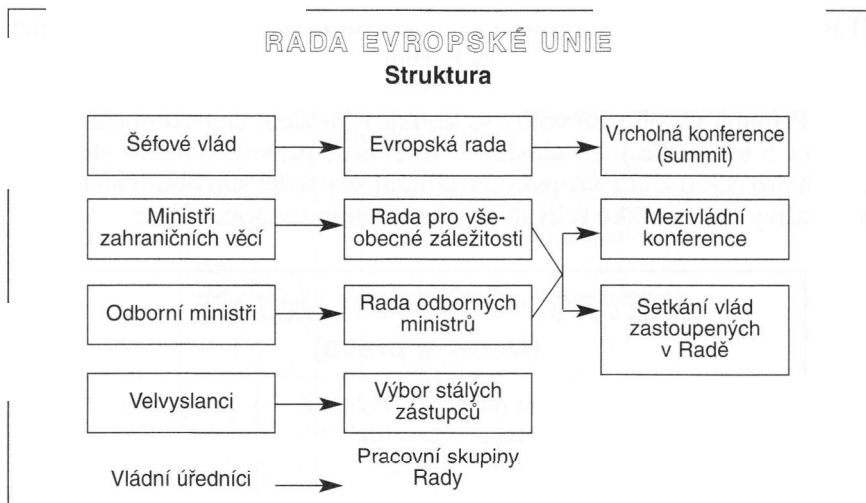 RADA EVROPSKÉ UNIE
Struktura
Šéfové vlád
Evropská rada
Vrcholná konference
(summit)
Ministři
zahraničních věcí
Rada pro vše-
obecné záležitosti
Mezivládní
konference
Odborní ministři
Rada odborných
ministrů
Setkání vlád
zastoupených
v Radě
Velvyslanci
Výbor stálých
zástupců
Vládní úředníci
Pracovní skupiny
Rady